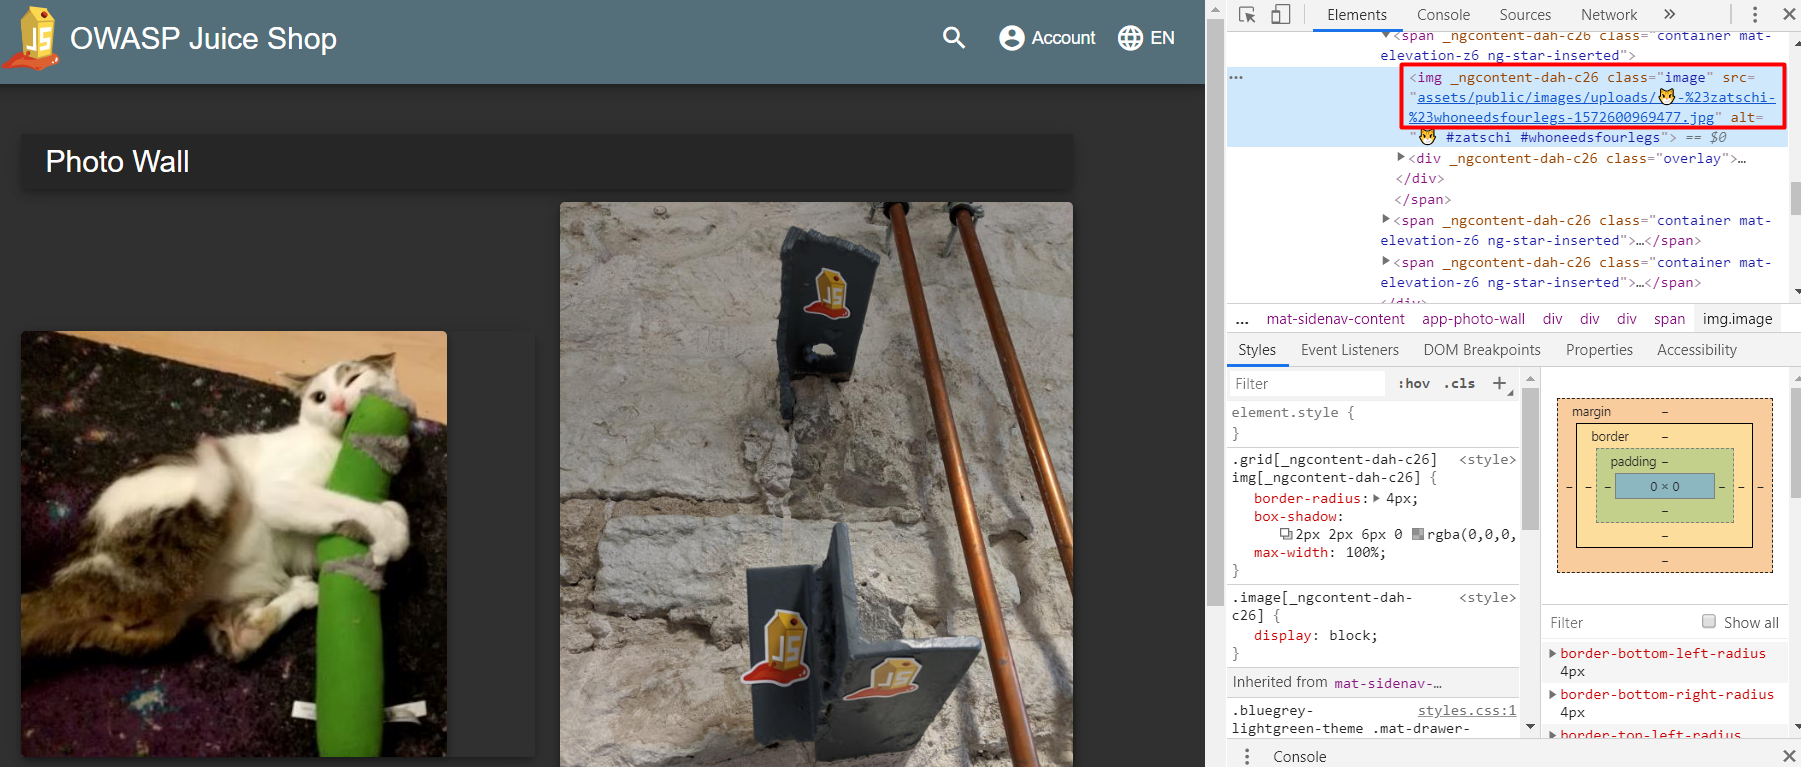 OWASP Juice Shop
Account
EN
Photo Wall
JS
JS
JS
JS
Elements
Console
Sources
Network
»
<span _ngcontent-dah-c26 class="container mat-
elevation-z6 ng-star-inserted">
<img _ngcontent-dah-c26 class="image" src=
"assets/public/images/uploads/😼-%23zatschi-
%23whoneedsfourlegs-1572600969477.jpg" alt=
"😼 #zatschi #whoneedsfourlegs"> == $0
<div _ngcontent-dah-c26 class="overlay">…
</div>
</span>
<span _ngcontent-dah-c26 class="container mat-
elevation-z6 ng-star-inserted">…</span>
<span _ngcontent-dah-c26 class="container mat-
elevation-z6 ng-star-inserted">…</span>
</div>
... mat-sidenav-content app-photo-wall div div div span img.image
Styles Event Listeners DOM Breakpoints Properties Accessibility
Filter :hov .cls +
element.style {
}
.grid[_ngcontent-dah-c26] <style>
img[_ngcontent-dah-c26] {
border-radius: 4px;
box-shadow:
2px 2px 6px 0 rgba(0,0,0,
max-width: 100%;
}
.image[_ngcontent-dah- <style>
c26] {
display: block;
}
Inherited from mat-sidenav-…
.bluegrey- styles.css:1
lightgreen-theme .mat-drawer-
margin –
border –
padding –
– – – 0 × 0 – – –
–
–
–
Filter Show all
border-bottom-left-radius
4px
border-bottom-right-radius
4px
border-top-left-radius
Console